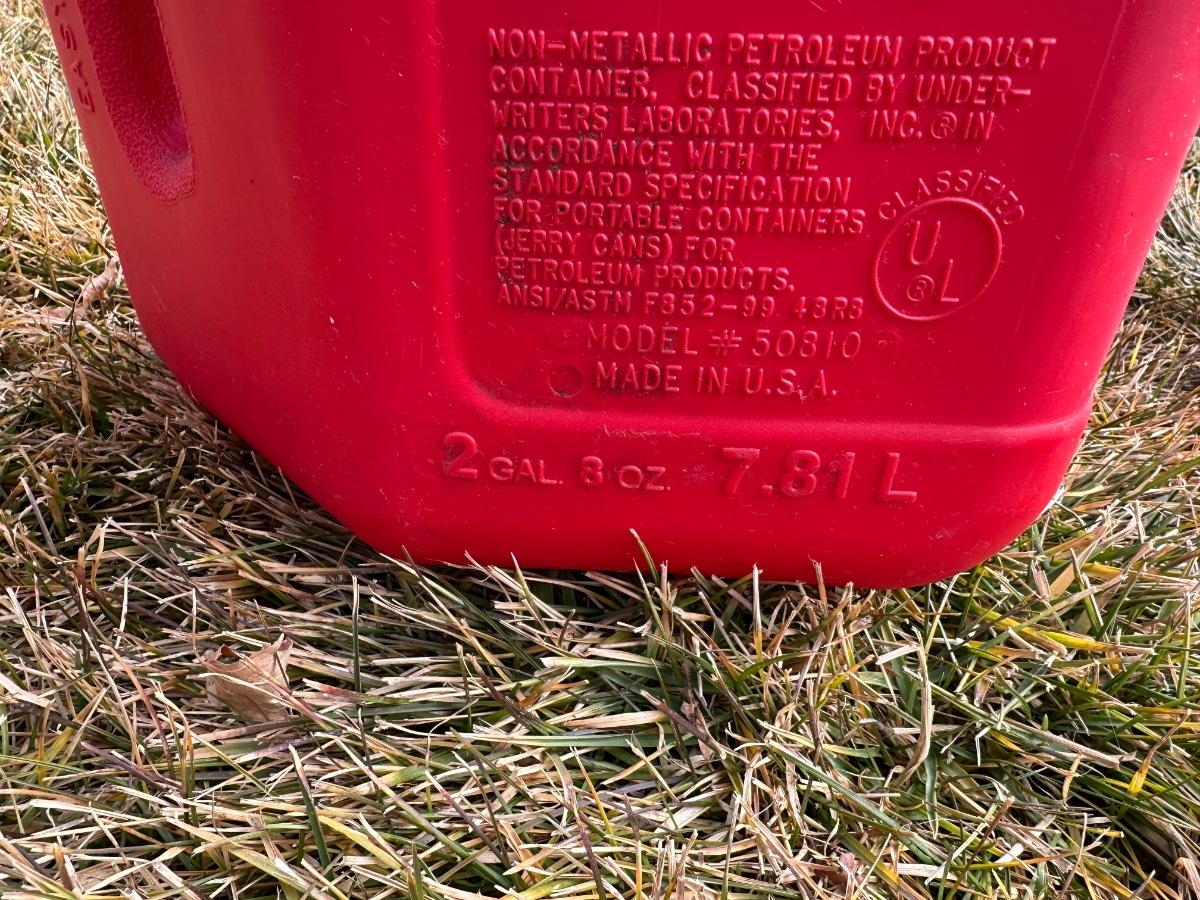 NON-METALLIC PETROLEUM PRODUCT
CONTAINER, CLASSIFIED BY UNDER-
WRITERS LABORATORIES, INC.® IN
ACCORDANCE WITH THE
STANDARD SPECIFICATION
FOR PORTABLE CONTAINERS
(JERRY CANS) FOR
PETROLEUM PRODUCTS,
ANSI/ASTM F852-99 48R8
CLASSIFIED
UL®
MODEL # 50810
MADE IN U.S.A.
2 GAL. 8 OZ. 7.81 L